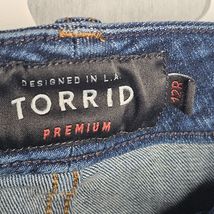 DESIGNED IN L.A.
TORRID
PREMIUM
12R